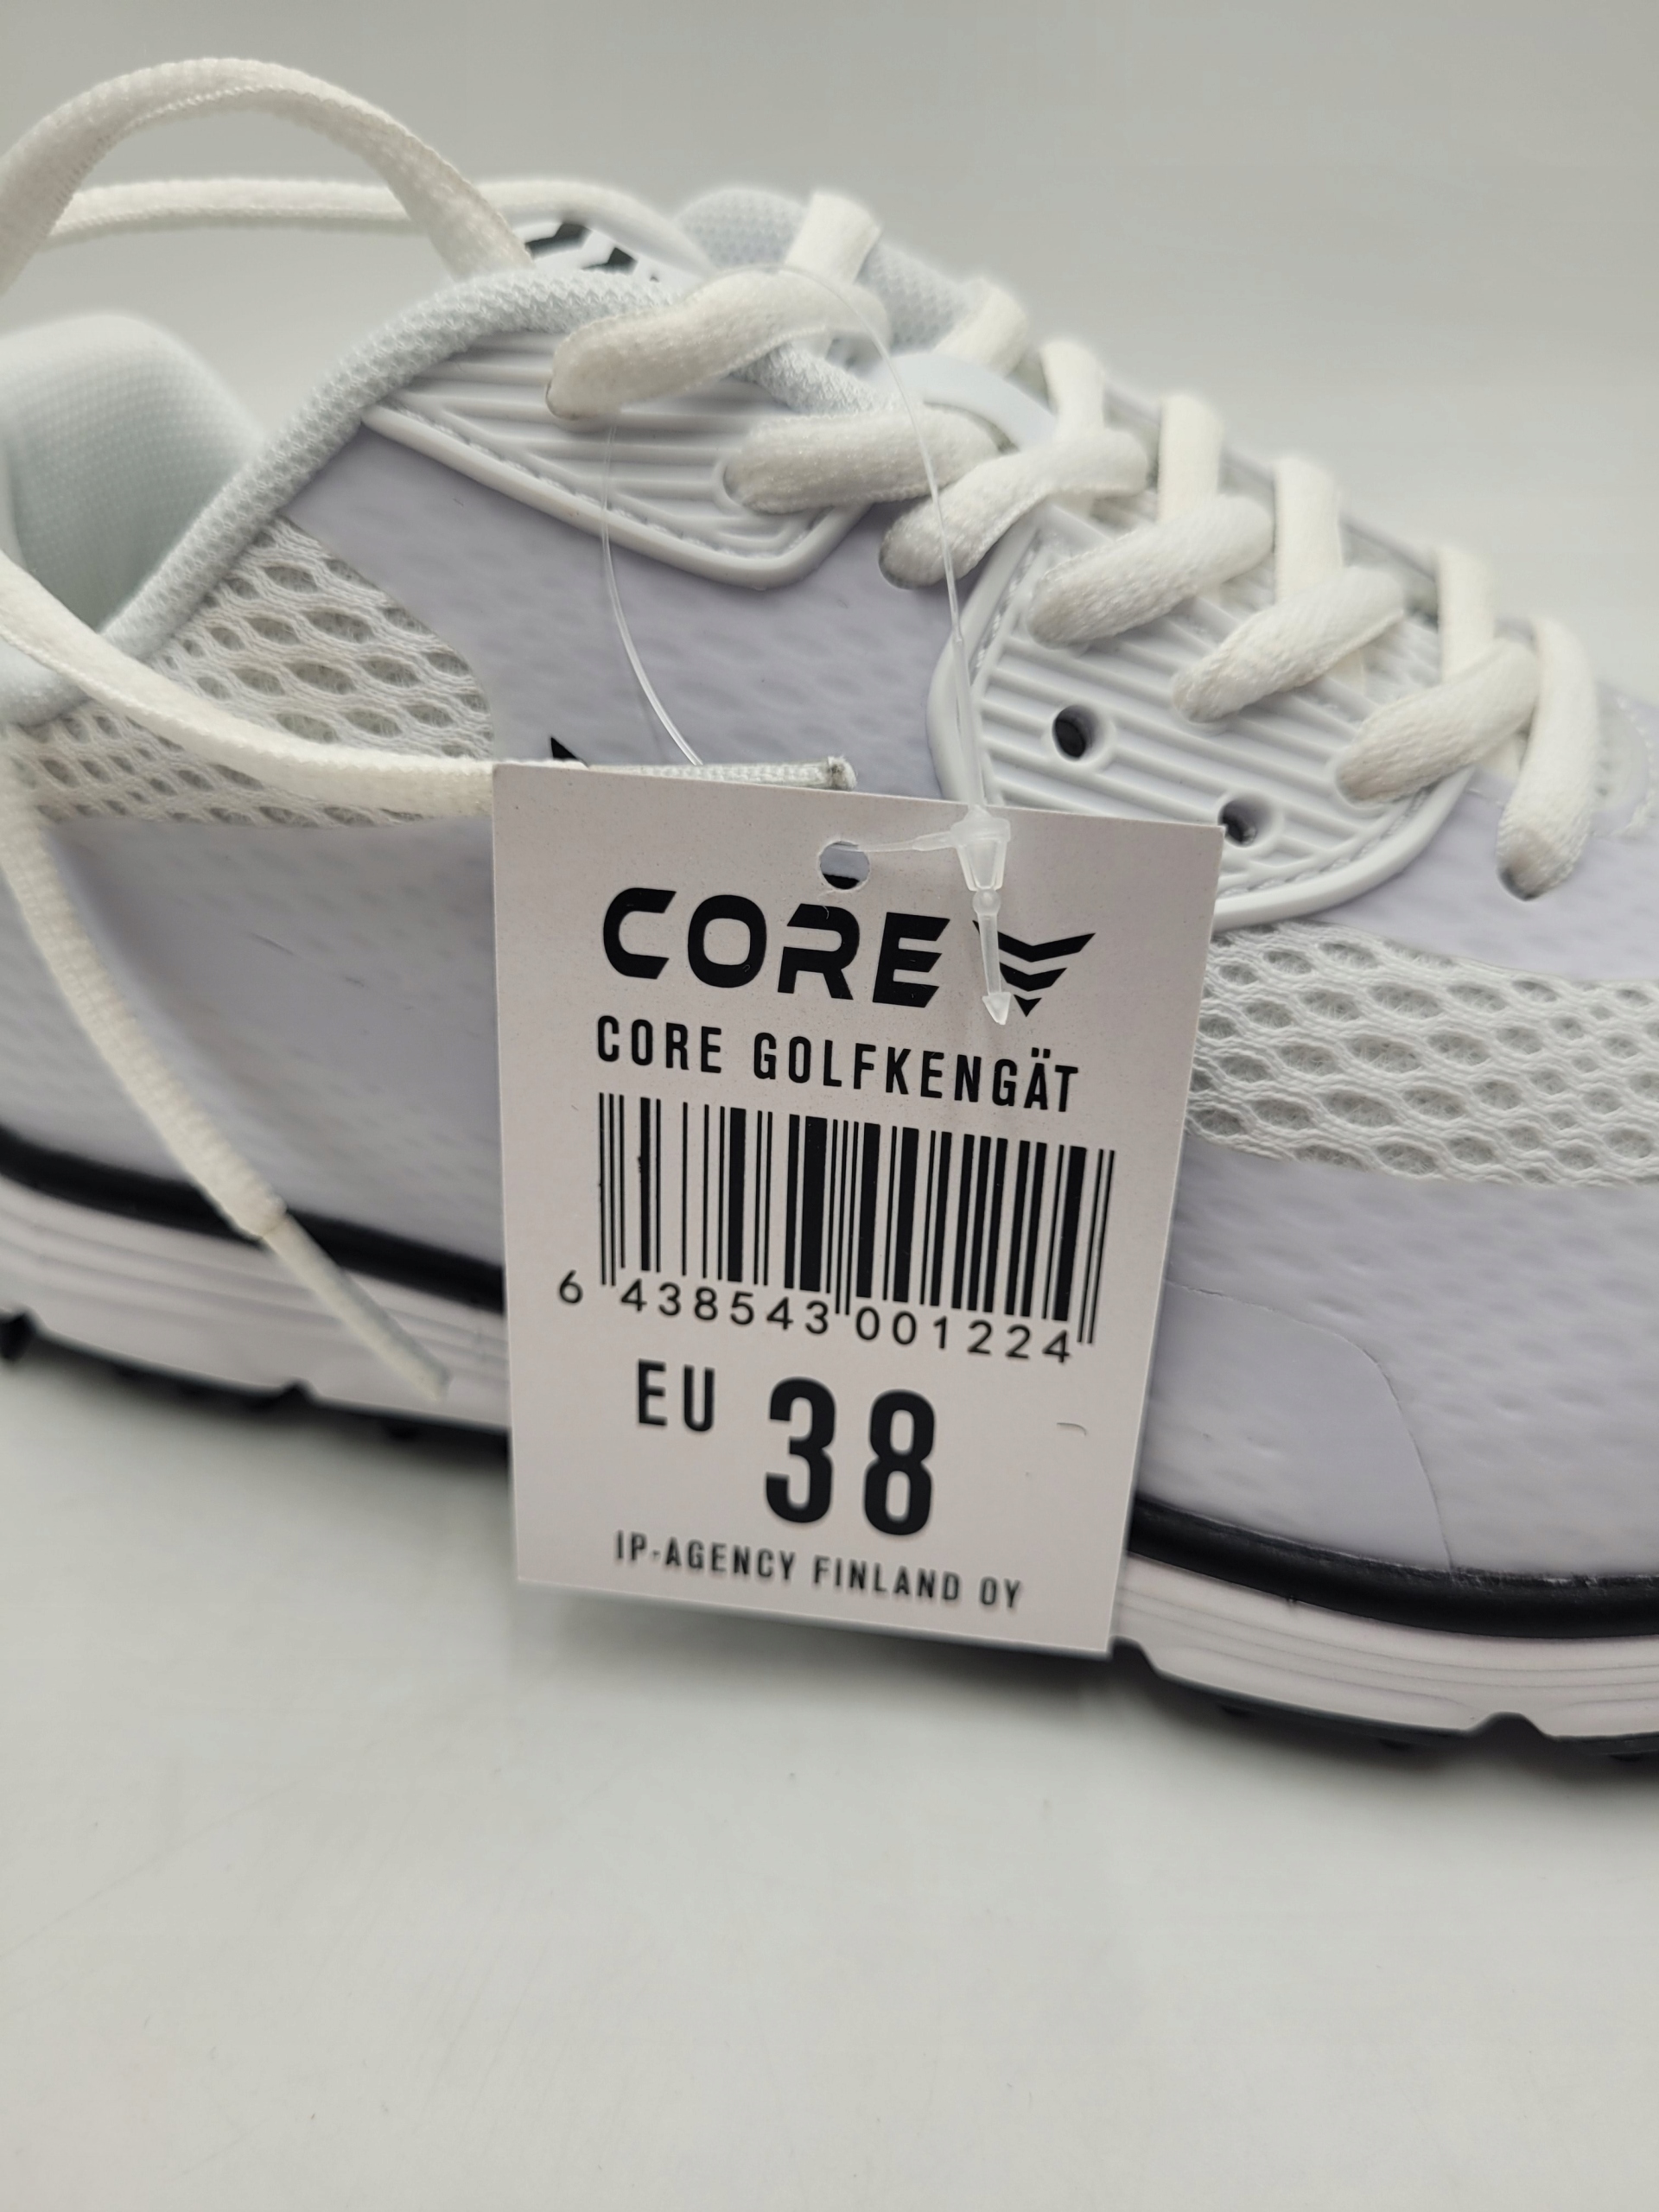 CORE
CORE GOLFKENGÄT
6 438543 001224
EU 38
IP-AGENCY FINLAND OY